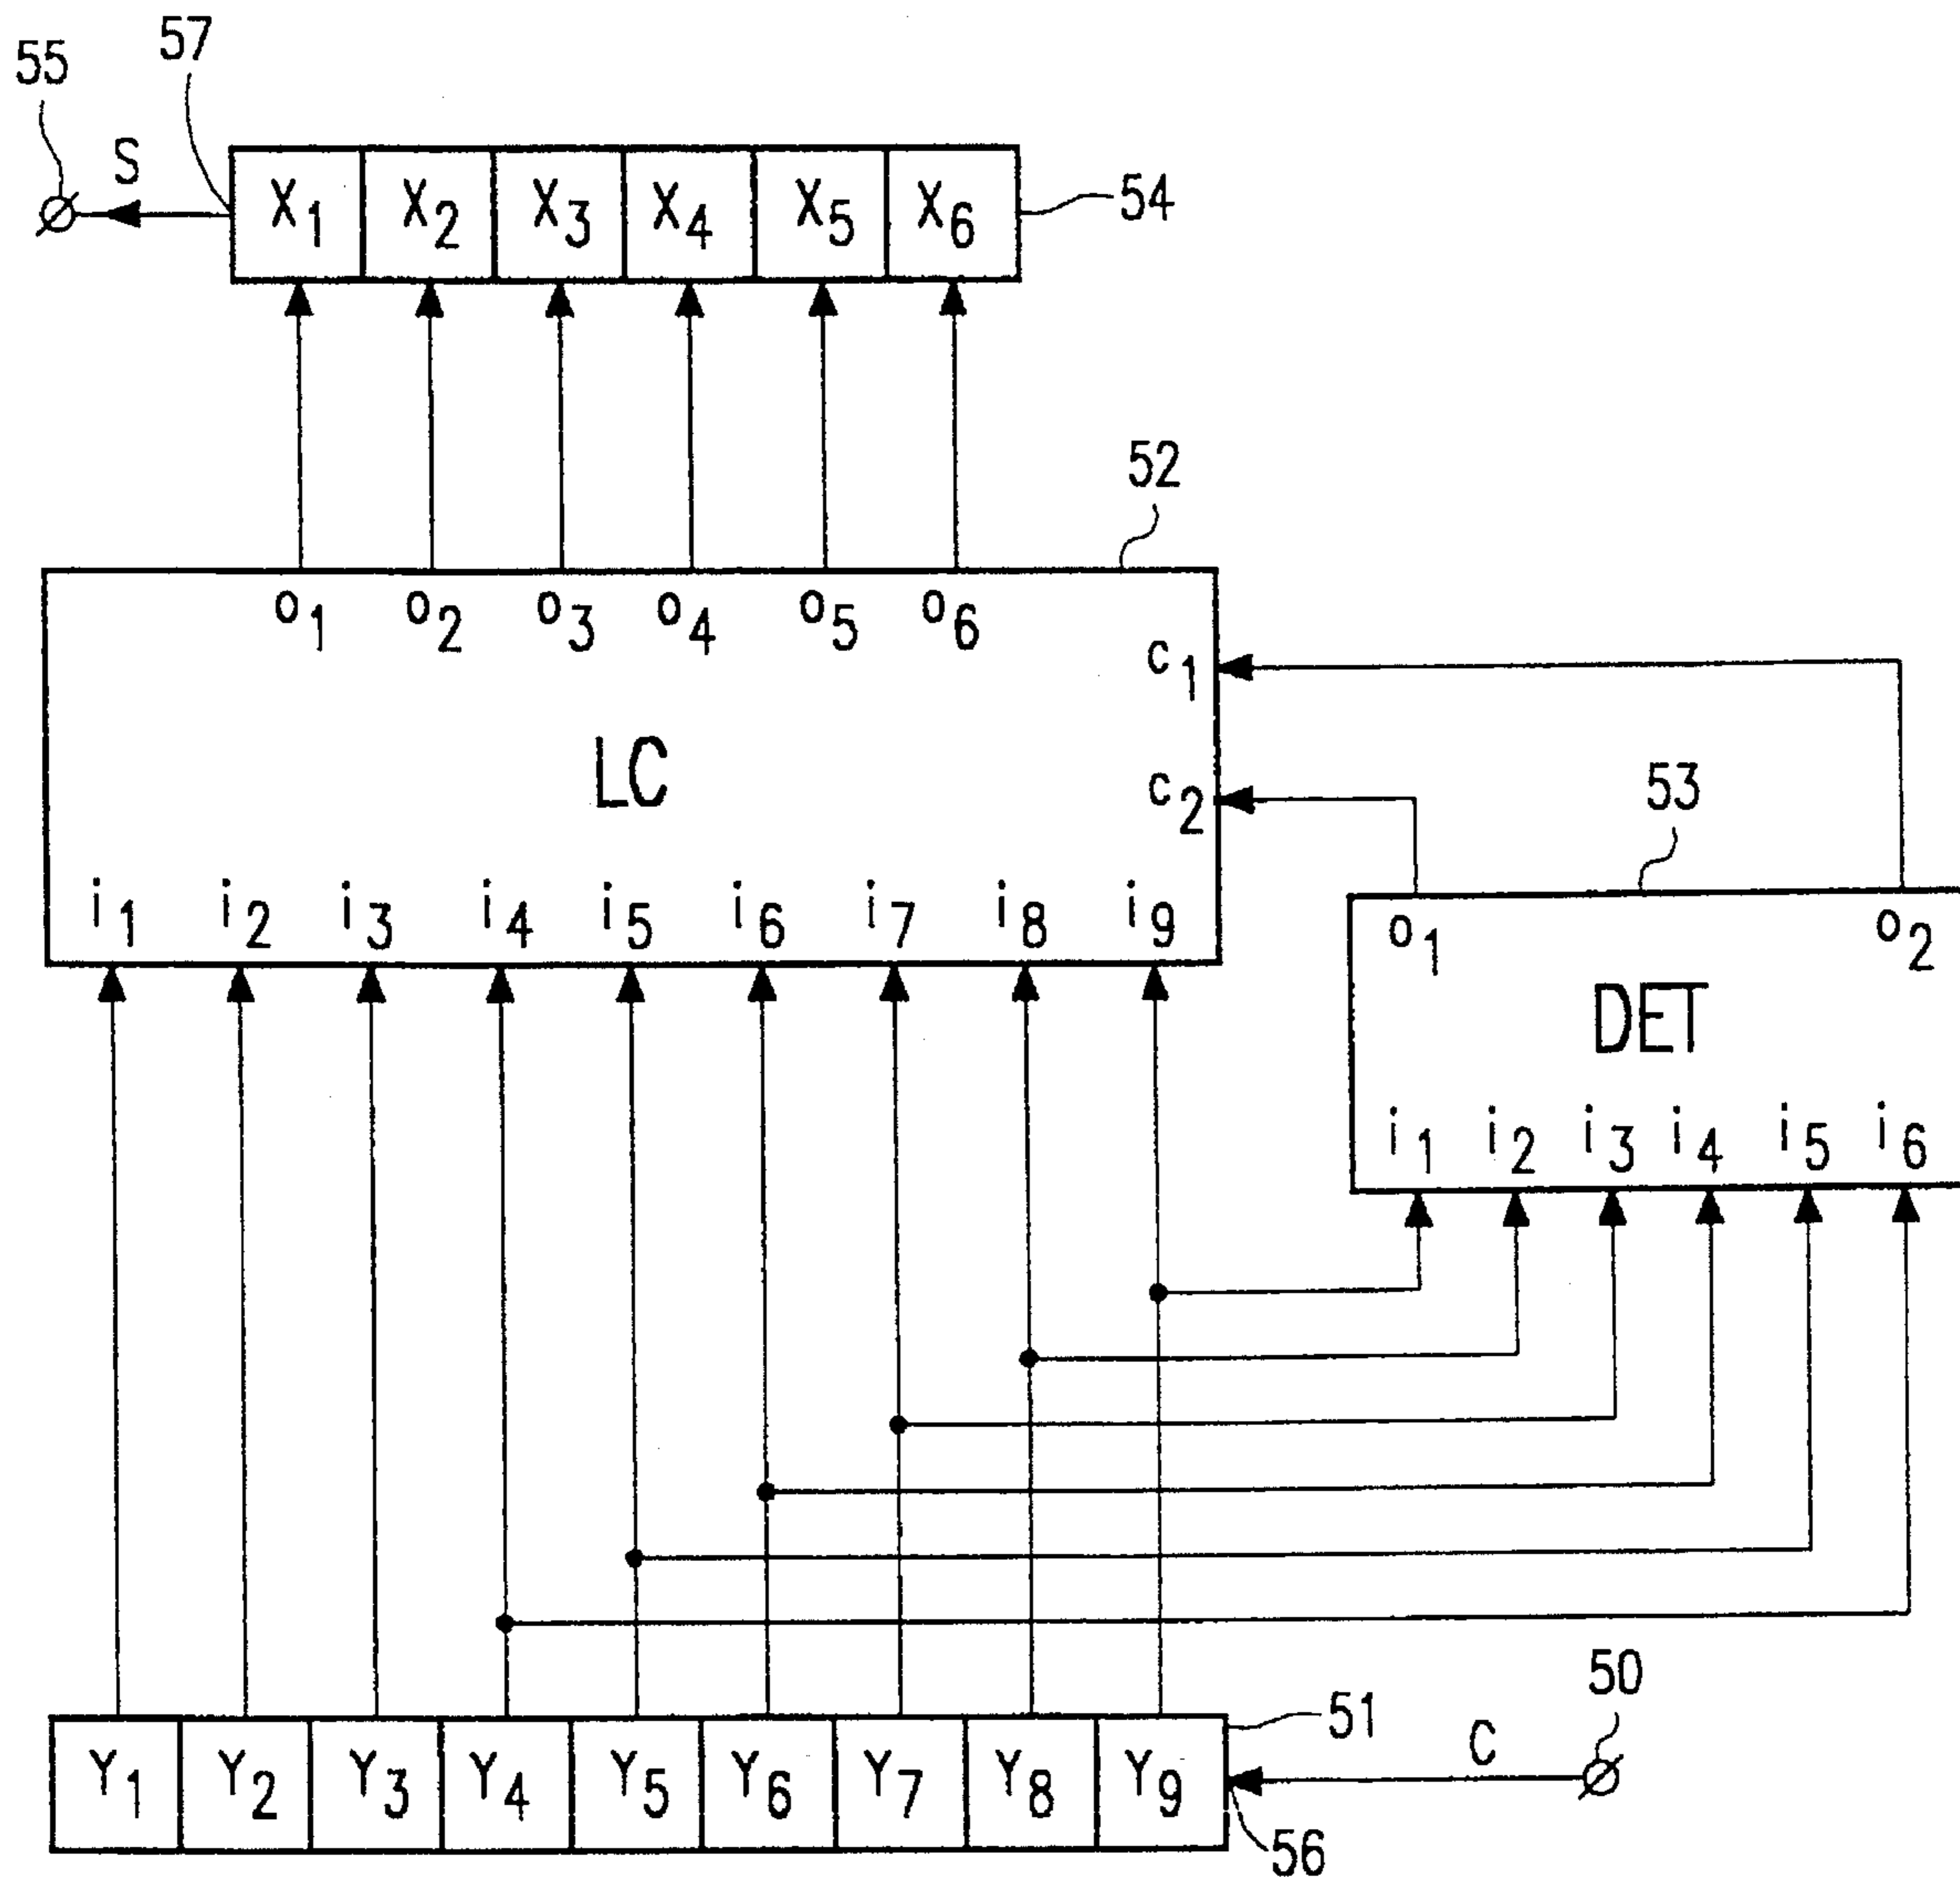 57
55
S
X1 X2 X3 X4 X5 X6
54
52
o1 o2 o3 o4 o5 o6
c1
LC
c2
53
i1 i2 i3 i4 i5 i6 i7 i8 i9
o1 o2
DET
i1 i2 i3 i4 i5 i6
50
51
C
Y1 Y2 Y3 Y4 Y5 Y6 Y7 Y8 Y9
56